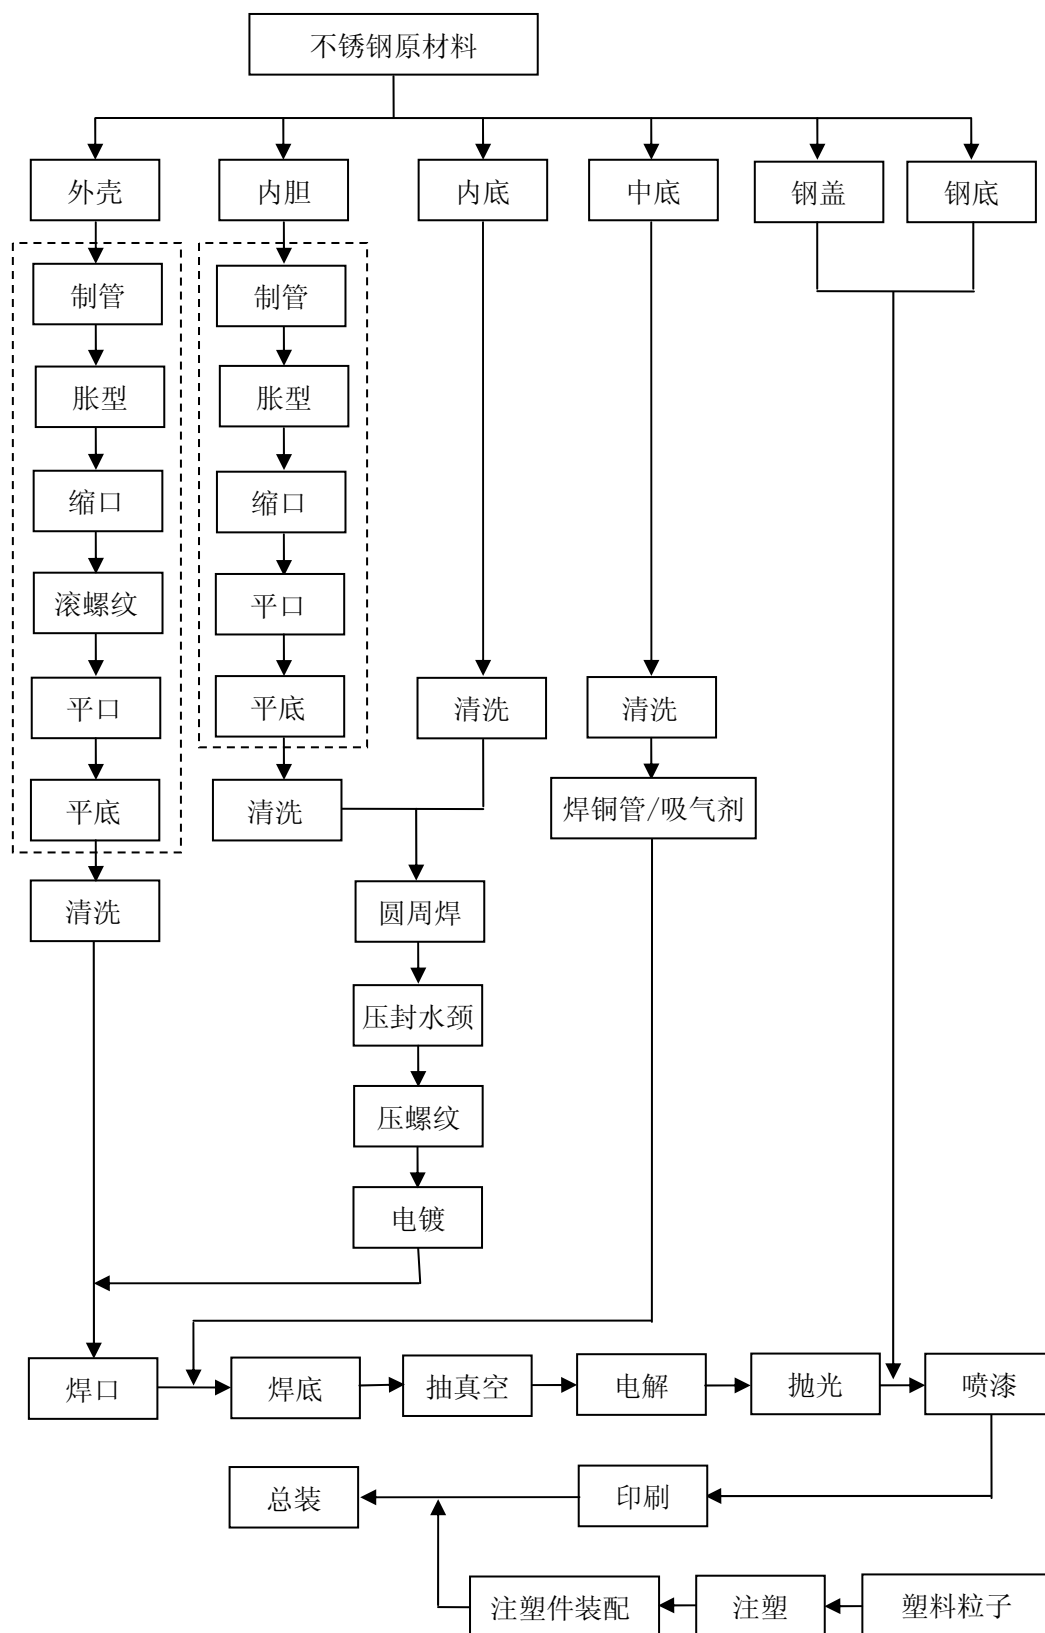 不锈钢原材料
外壳
内胆
内底
中底
钢盖
钢底
制管
制管
胀型
胀型
缩口
缩口
滚螺纹
平口
平口
平底
清洗
清洗
平底
清洗
焊铜管/吸气剂
清洗
圆周焊
压封水颈
压螺纹
电镀
焊口
焊底
抽真空
电解
抛光
喷漆
总装
印刷
注塑件装配
注塑
塑料粒子